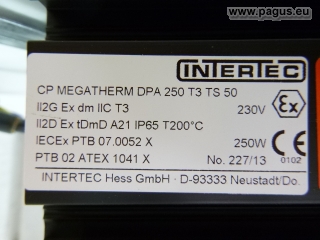 © www.pagus.eu
INTERTEC
CP MEGATHERM DPA 250 T3 TS 50
II2G Ex dm IIC T3 230V
II2D Ex tDmD A21 IP65 T200°C
IECEx PTB 07.0052 X 250W CE
PTB 02 ATEX 1041 X No. 227/13 0102
INTERTEC Hess GmbH · D-93333 Neustadt/Do.